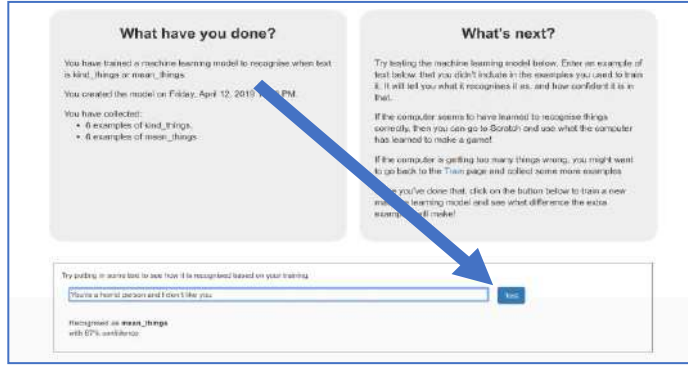 What have you done?
You have trained a machine learning model to recognise when text
is kind_things or mean_things.
You created the model on Friday, April 12, 2019 PM.
You have collected:
• 6 examples of kind_things,
• 6 examples of mean_things
What's next?
Try testing the machine learning model below. Enter an example of
text below, that you didn't include in the examples you used to train
it. It will tell you what it recognises it as, and how confident it is in
that.
If the computer seems to have learned to recognise things
correctly, then you can go to Scratch and use what the computer
has learned to make a game!
If the computer is getting too many things wrong, you might want
to go back to the Train page and collect some more examples.
you've done that, click on the button below to train a new
learning model and see what difference the extra
will make!
Try putting in some text to see how it is recognised based on your training.
You're a horrid person and I don't like you
Test
Recognised as mean_things
with 67% confidence